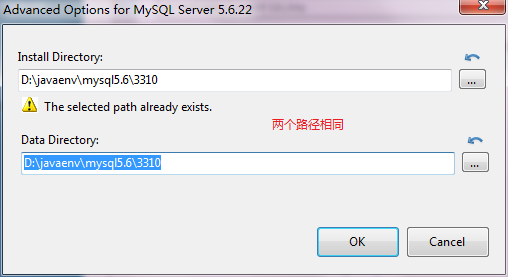 Advanced Options for MySQL Server 5.6.22
Install Directory:
D:\javaenv\mysql5.6\3310
...
The selected path already exists.
两个路径相同
Data Directory:
D:\javaenv\mysql5.6\3310
...
OK
Cancel